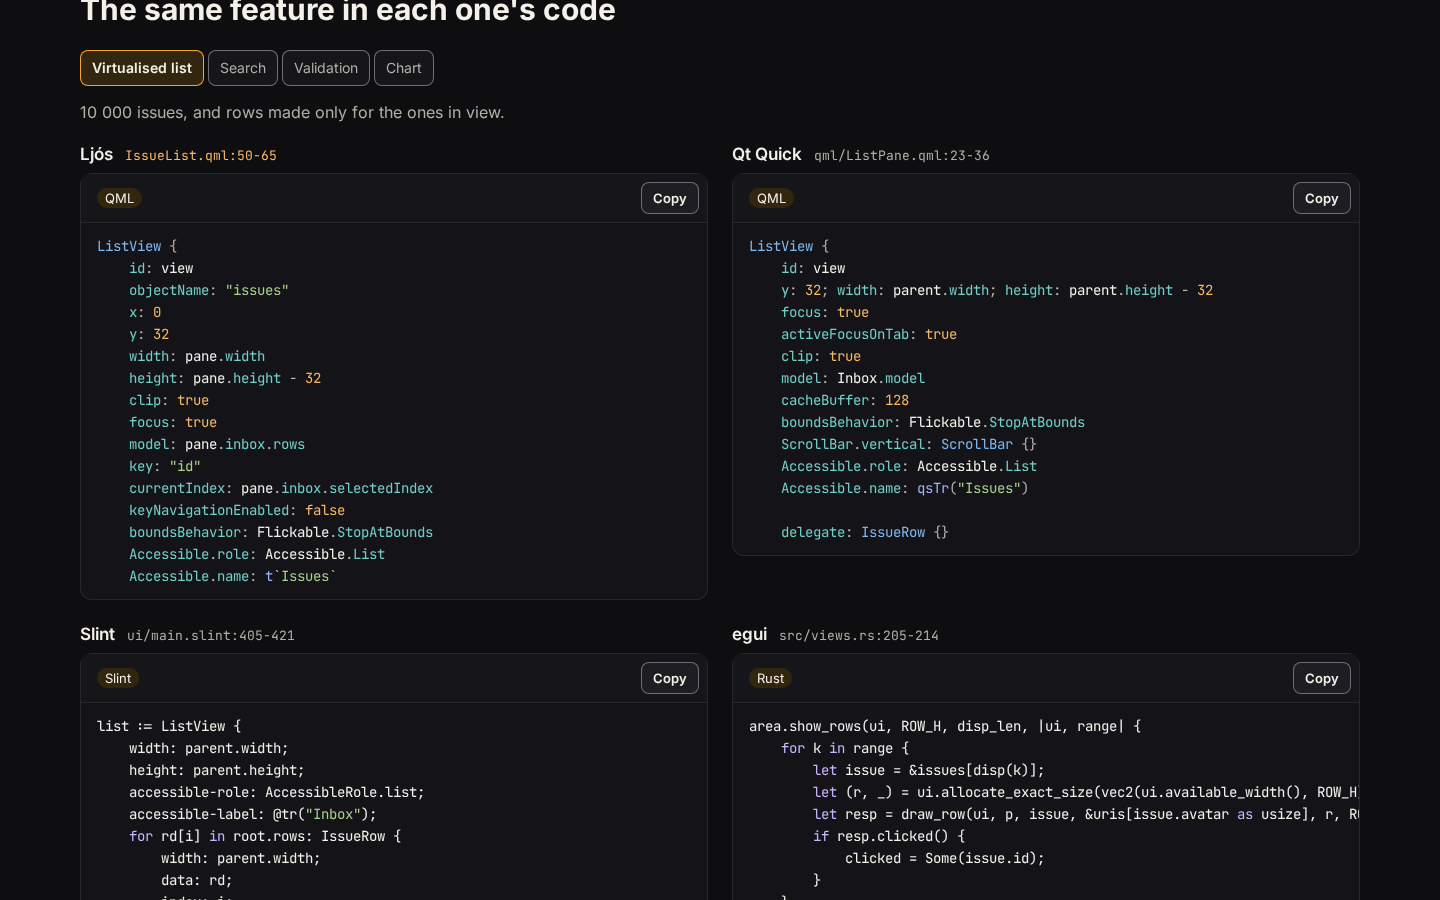 The same feature in each one's code
Virtualised list
Search
Validation
Chart
10 000 issues, and rows made only for the ones in view.
Ljós IssueList.qml:50-65
QML
Copy
ListView {
    id: view
    objectName: "issues"
    x: 0
    y: 32
    width: pane.width
    height: pane.height - 32
    clip: true
    focus: true
    model: pane.inbox.rows
    key: "id"
    currentIndex: pane.inbox.selectedIndex
    keyNavigationEnabled: false
    boundsBehavior: Flickable.StopAtBounds
    Accessible.role: Accessible.List
    Accessible.name: t`Issues`
Qt Quick qml/ListPane.qml:23-36
QML
Copy
ListView {
    id: view
    y: 32; width: parent.width; height: parent.height - 32
    focus: true
    activeFocusOnTab: true
    clip: true
    model: Inbox.model
    cacheBuffer: 128
    boundsBehavior: Flickable.StopAtBounds
    ScrollBar.vertical: ScrollBar {}
    Accessible.role: Accessible.List
    Accessible.name: qsTr("Issues")
    delegate: IssueRow {}
Slint ui/main.slint:405-421
Slint
Copy
list := ListView {
    width: parent.width;
    height: parent.height;
    accessible-role: AccessibleRole.list;
    accessible-label: @tr("Inbox");
    for rd[i] in root.rows: IssueRow {
        width: parent.width;
        data: rd;
egui src/views.rs:205-214
Rust
Copy
area.show_rows(ui, ROW_H, disp_len, |ui, range| {
    for k in range {
        let issue = &issues[disp(k)];
        let (r, _) = ui.allocate_exact_size(vec2(ui.available_width(), ROW_H)
        let resp = draw_row(ui, p, issue, &uris[issue.avatar as usize], r,
        if resp.clicked() {
            clicked = Some(issue.id);
        }